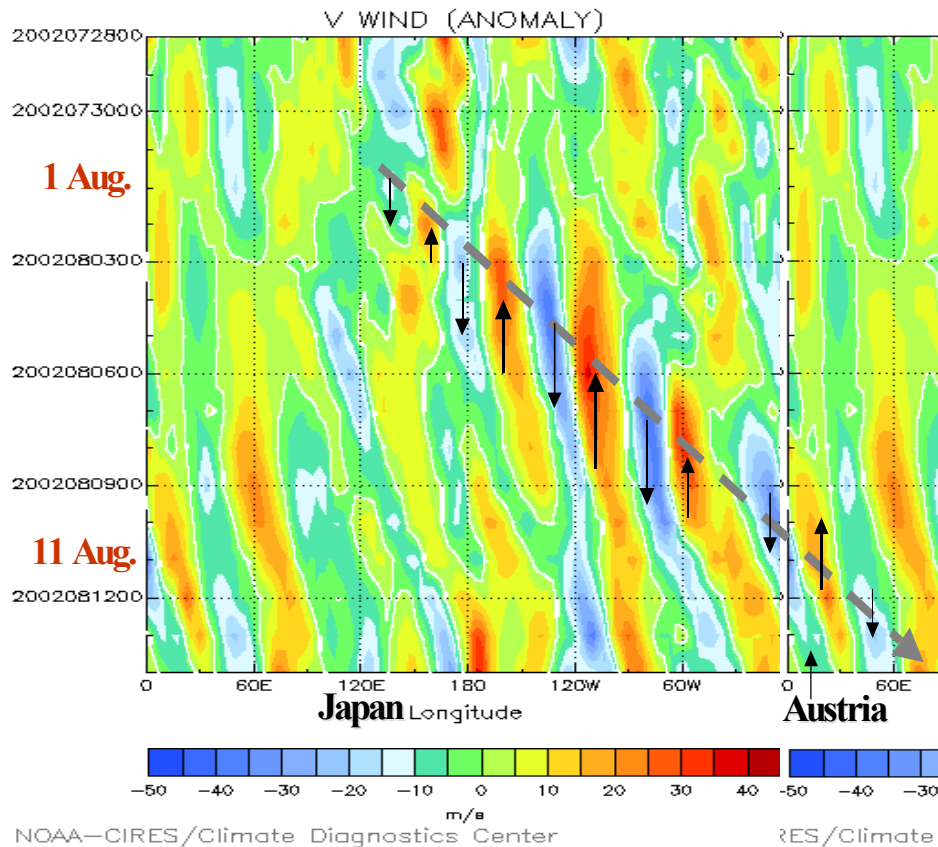 V WIND (ANOMALY)
2002072800
2002073000
1 Aug.
2002080300
2002080600
2002080900
11 Aug.
2002081200
0 60E 120E 180 120W 60W 0 60E
Japan Longitude Austria
-50 -40 -30 -20 -10 0 10 20 30 40 -50 -40 -30
m/s
NOAA-CIRES/Climate Diagnostics Center RES/Climate